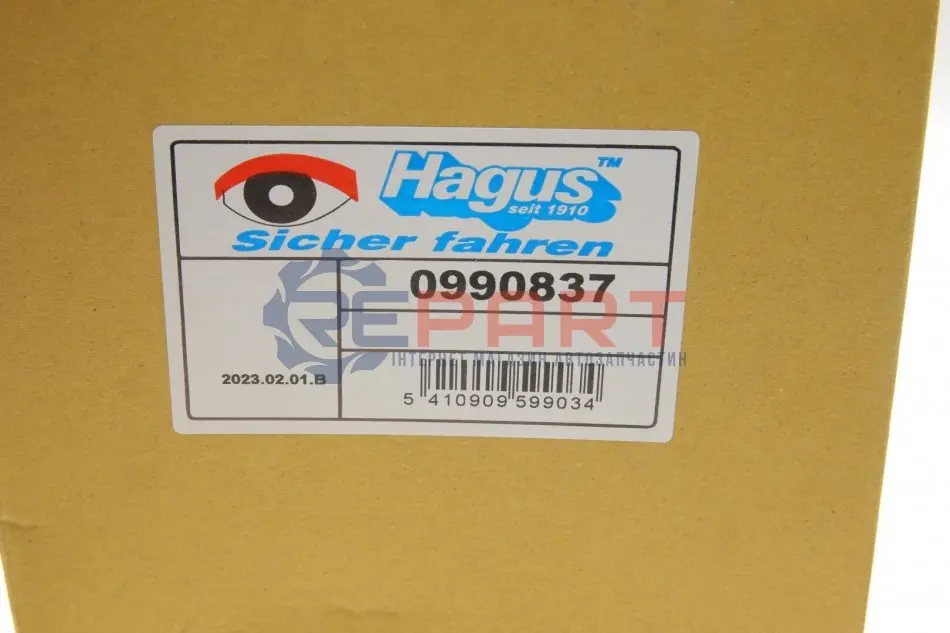 Hagus™
seit 1910
Sicher fahren
0990837
REPART
ІНТЕРНЕТ МАГАЗИН АВТОЗАПЧАСТИН
2023.02.01.B
5 410909 599034